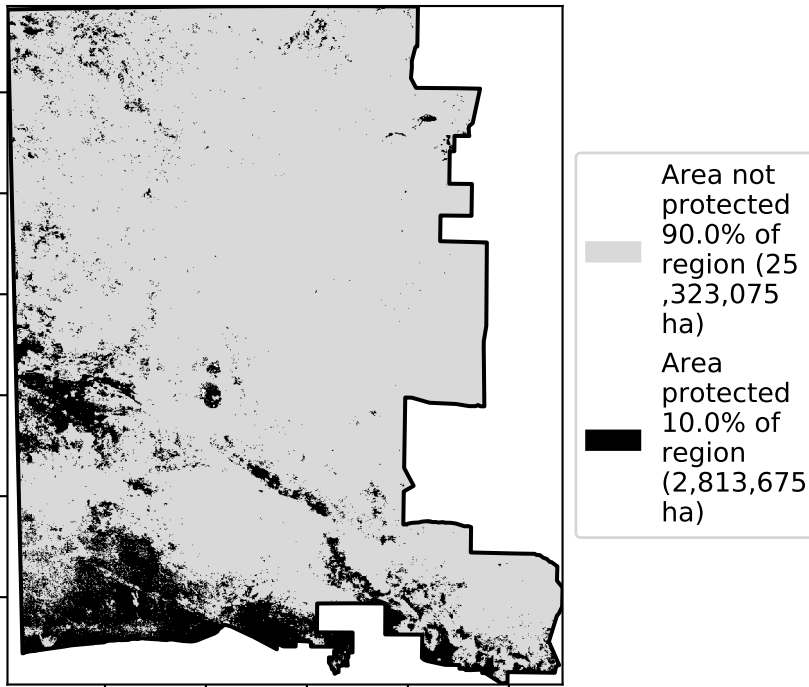 Area not
protected
90.0% of
region (25
,323,075
ha)
Area
protected
10.0% of
region
(2,813,675
ha)